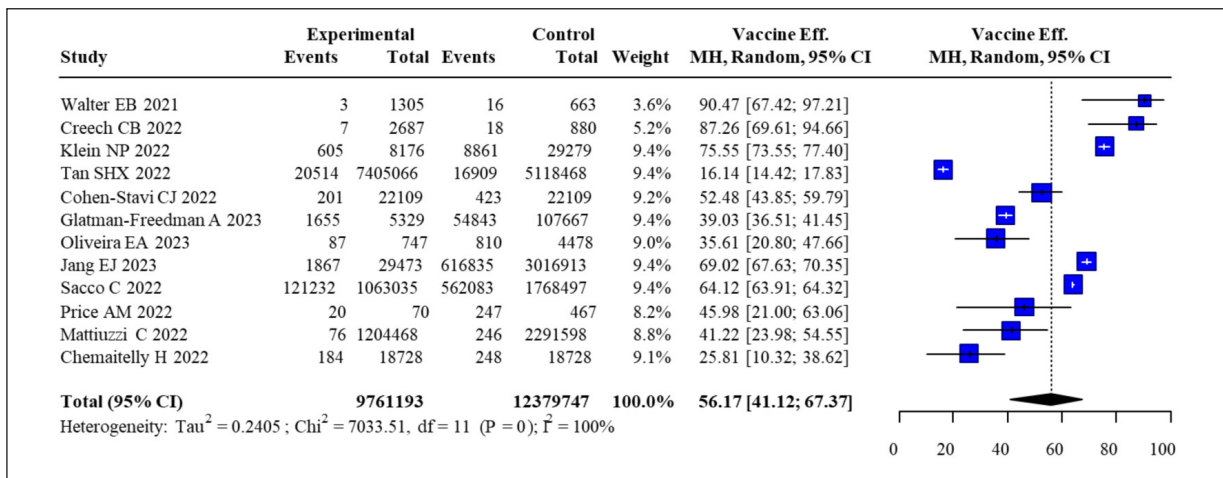 Experimental Control Vaccine Eff. Vaccine Eff.
Study Events Total Events Total Weight MH, Random, 95% CI MH, Random, 95% CI
Walter EB 2021 3 1305 16 663 3.6% 90.47 [67.42; 97.21]
Creech CB 2022 7 2687 18 880 5.2% 87.26 [69.61; 94.66]
Klein NP 2022 605 8176 8861 29279 9.4% 75.55 [73.55; 77.40]
Tan SHX 2022 20514 7405066 16909 5118468 9.4% 16.14 [14.42; 17.83]
Cohen-Stavi CJ 2022 201 22109 423 22109 9.2% 52.48 [43.85; 59.79]
Glatman-Freedman A 2023 1655 5329 54843 107667 9.4% 39.03 [36.51; 41.45]
Oliveira EA 2023 87 747 810 4478 9.0% 35.61 [20.80; 47.66]
Jang EJ 2023 1867 29473 616835 3016913 9.4% 69.02 [67.63; 70.35]
Sacco C 2022 121232 1063035 562083 1768497 9.4% 64.12 [63.91; 64.32]
Price AM 2022 20 70 247 467 8.2% 45.98 [21.00; 63.06]
Mattiuzzi C 2022 76 1204468 246 2291598 8.8% 41.22 [23.98; 54.55]
Chemaitelly H 2022 184 18728 248 18728 9.1% 25.81 [10.32; 38.62]
Total (95% CI) 9761193 12379747 100.0% 56.17 [41.12; 67.37]
Heterogeneity: Tau² = 0.2405; Chi² = 7033.51, df = 11 (P = 0); I² = 100%
0 20 40 60 80 100